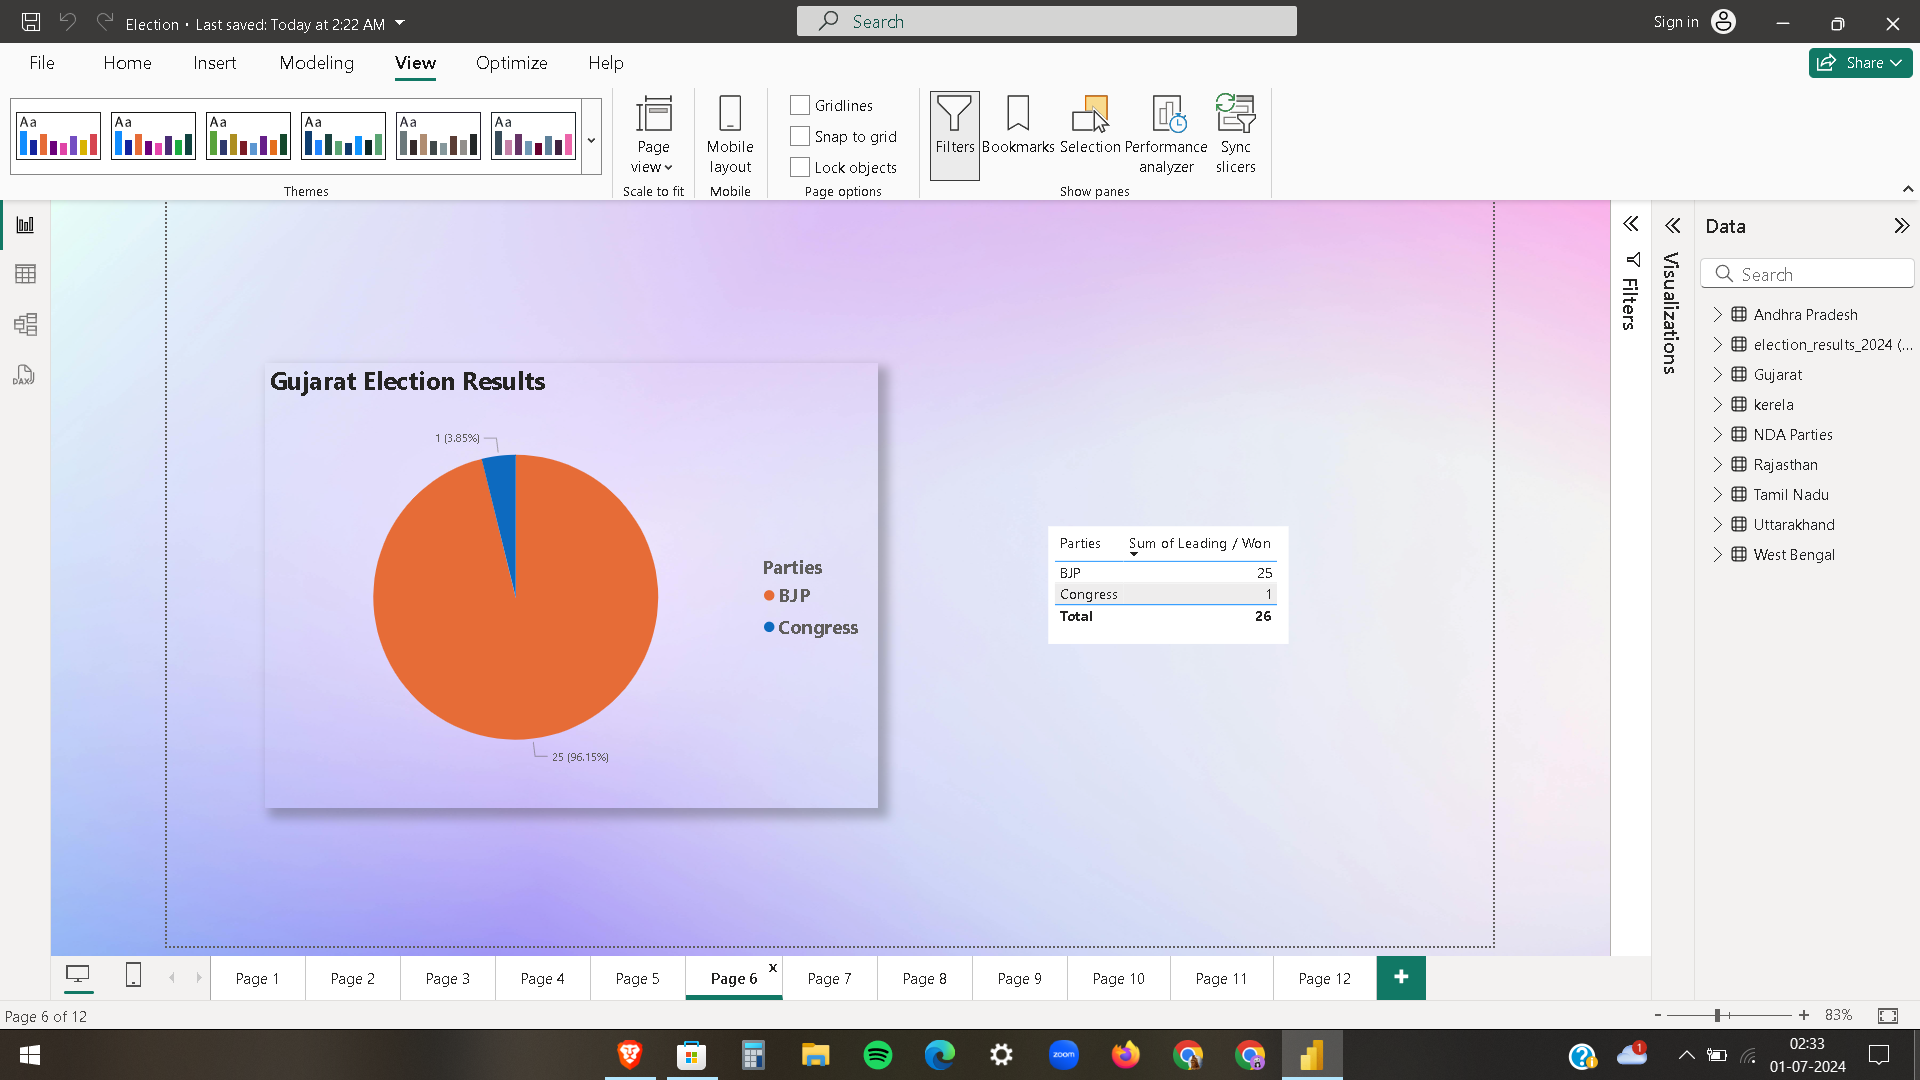 Election • Last saved: Today at 2:22 AM
Search
Sign in
File Home Insert Modeling View Optimize Help
Share
Aa Aa Aa Aa Aa Aa
Themes
Page view
Scale to fit
Mobile layout
Mobile
Gridlines
Snap to grid
Lock objects
Page options
Filters
Bookmarks
Selection
Performance analyzer
Sync slicers
Show panes
DAX
Gujarat Election Results
1 (3.85%)
25 (96.15%)
Parties
BJP
Congress
Parties Sum of Leading / Won
BJP 25
Congress 1
Total 26
Filters
Visualizations
Data
Search
Andhra Pradesh
election_results_2024 (...
Gujarat
kerela
NDA Parties
Rajasthan
Tamil Nadu
Uttarakhand
West Bengal
Page 1 Page 2 Page 3 Page 4 Page 5 Page 6 x Page 7 Page 8 Page 9 Page 10 Page 11 Page 12 +
Page 6 of 12
- + 83%
zoom
1
02:33
01-07-2024